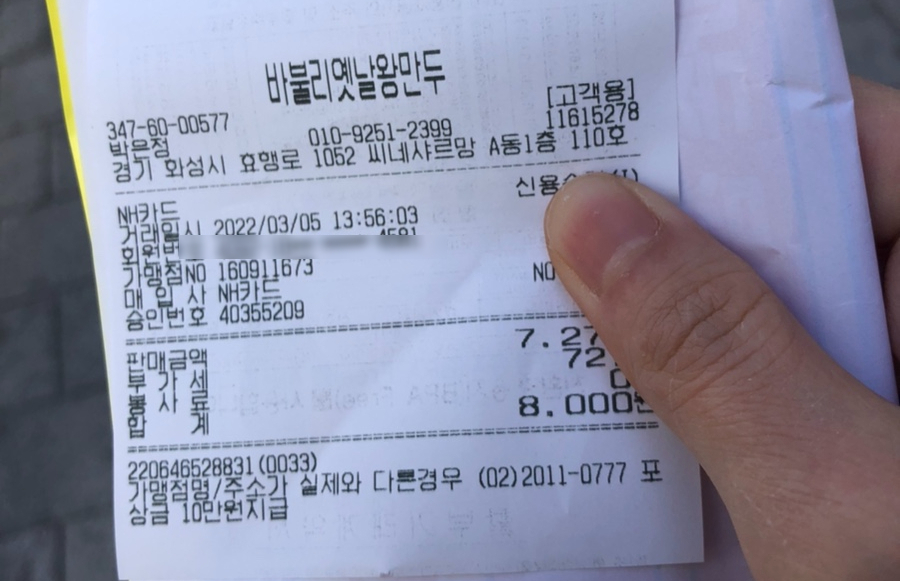 바불리옛날왕만두
[고객용]
347-60-00577 010-9251-2399 11615278
박은점
경기 화성시 효행로 1052 씨네샤르망 A동1층 110호
NH카드
거래일시 2022/03/05 13:56:03
가맹점NO 160911673 NO
매 입 사 NH카드
승인번호 40355209
판매금액
부 가 세
봉 사 료
합 계 8.000원
220646528831(0033)
가맹점명/주소가 실제와 다른경우 (02)2011-0777 포
상금 10만원지급